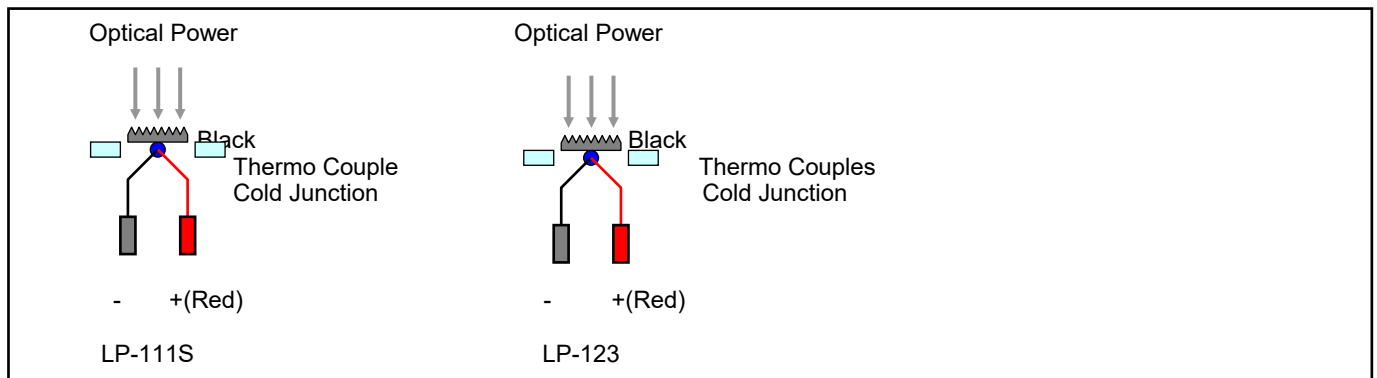 Optical Power
Black
Thermo Couple
Cold Junction
- +(Red)
LP-111S
Optical Power
Black
Thermo Couples
Cold Junction
- +(Red)
LP-123